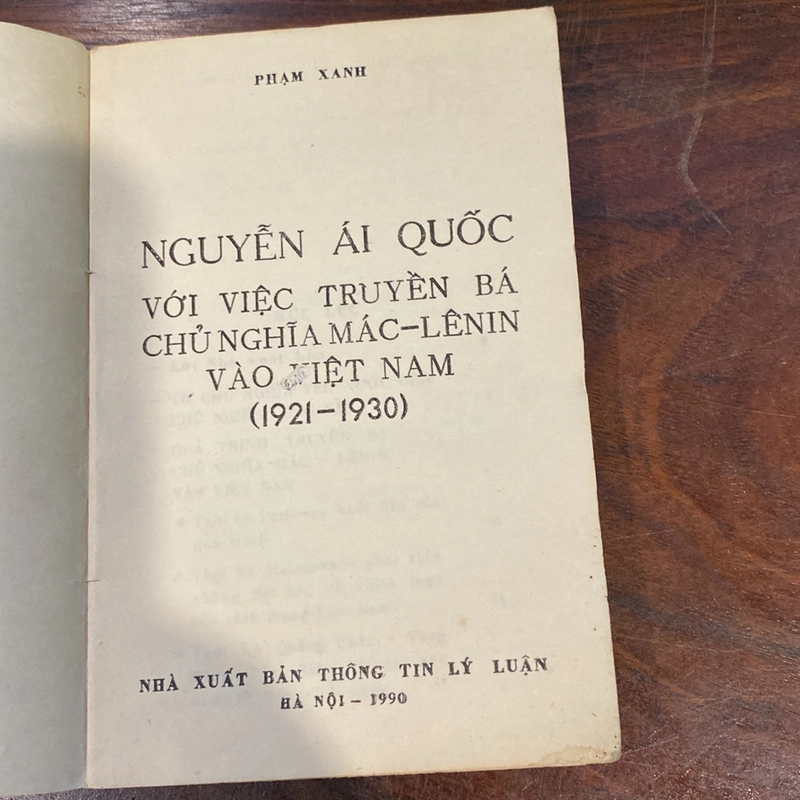 PHẠM XANH
NGUYỄN ÁI QUỐC
VỚI VIỆC TRUYỀN BÁ
CHỦ NGHĨA MÁC-LÊNIN
VÀO VIỆT NAM
(1921-1930)
NHÀ XUẤT BẢN THÔNG TIN LÝ LUẬN
HÀ NỘI - 1990